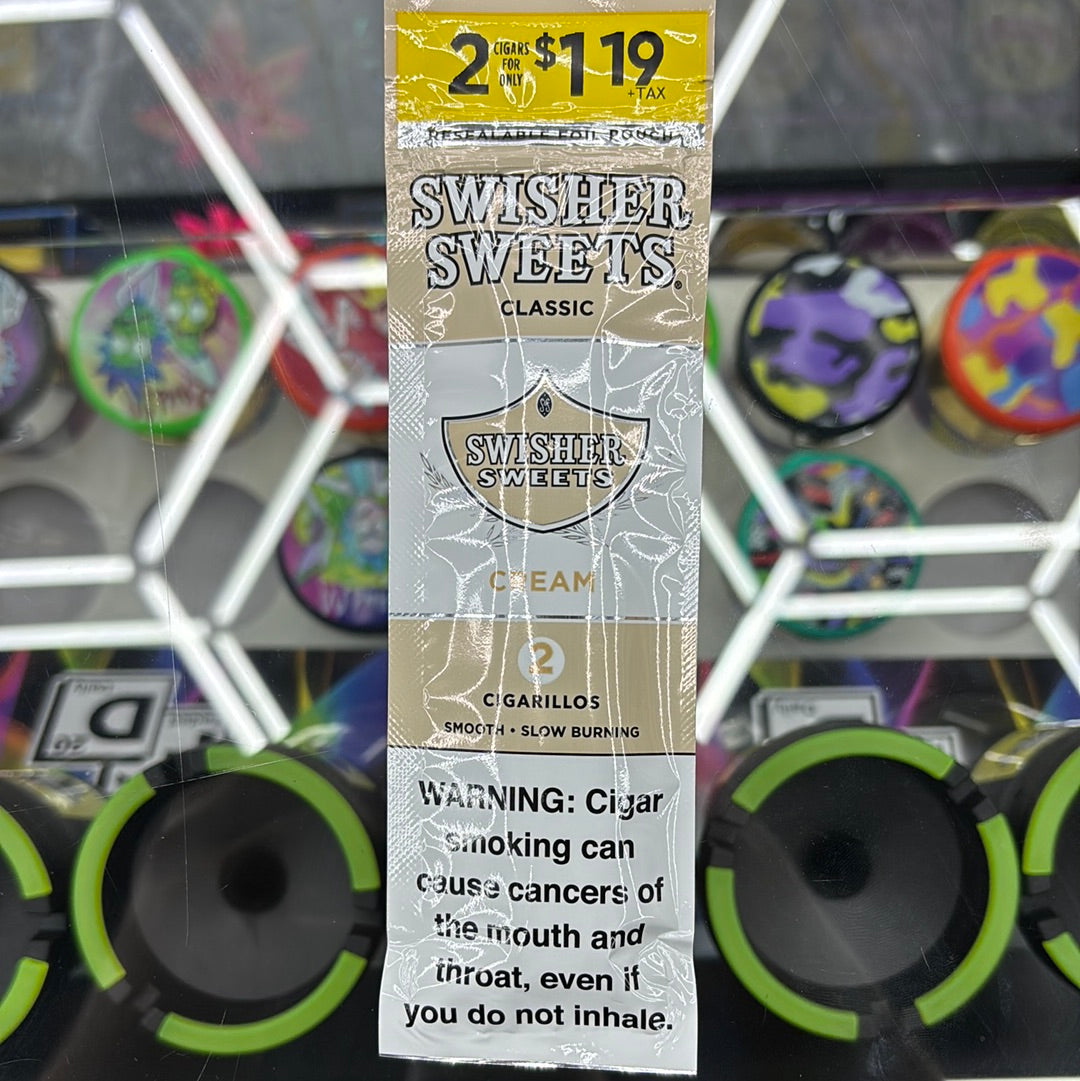 2 CIGARS FOR ONLY $1 19
+TAX
RESEALABLE FOIL POUCH
SWISHER
SWEETS®
CLASSIC
SWISHER
SWEETS
CREAM
2
CIGARILLOS
SMOOTH • SLOW BURNING
WARNING: Cigar
smoking can
cause cancers of
the mouth and
throat, even if
you do not inhale.